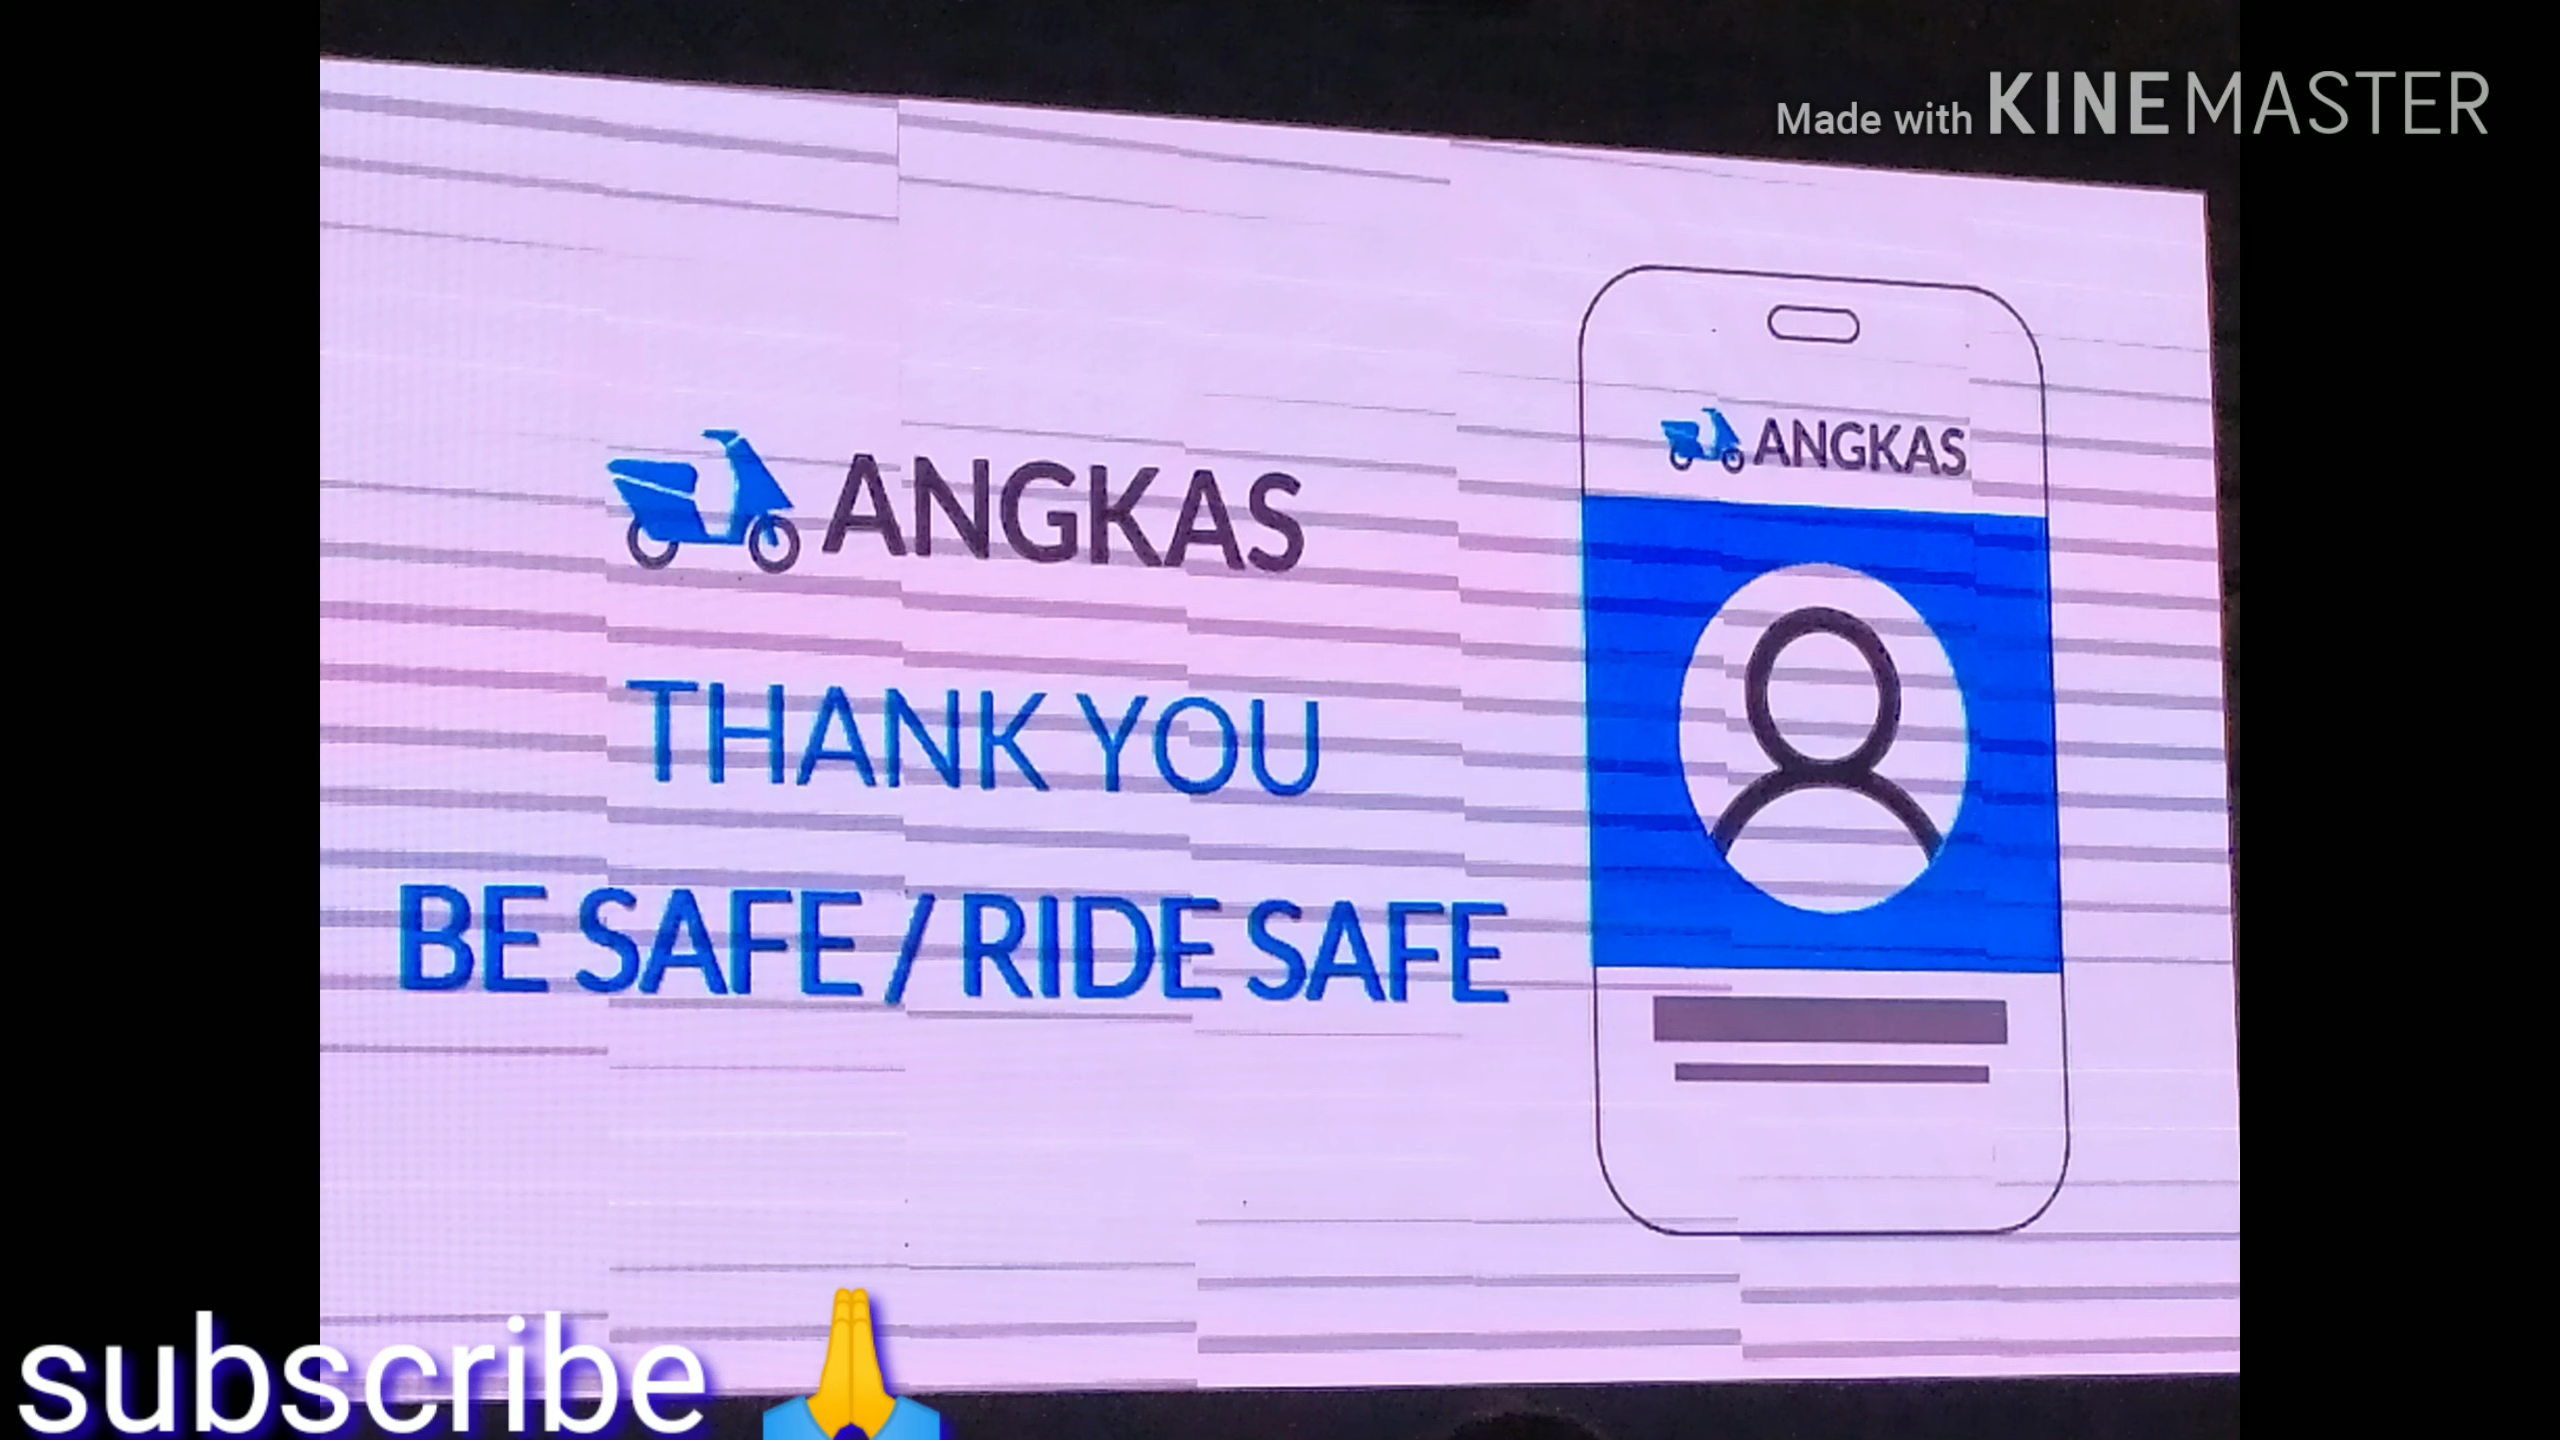 Made with KINEMASTER
ANGKAS
ANGKAS
THANK YOU
BE SAFE / RIDE SAFE
subscribe 🙏